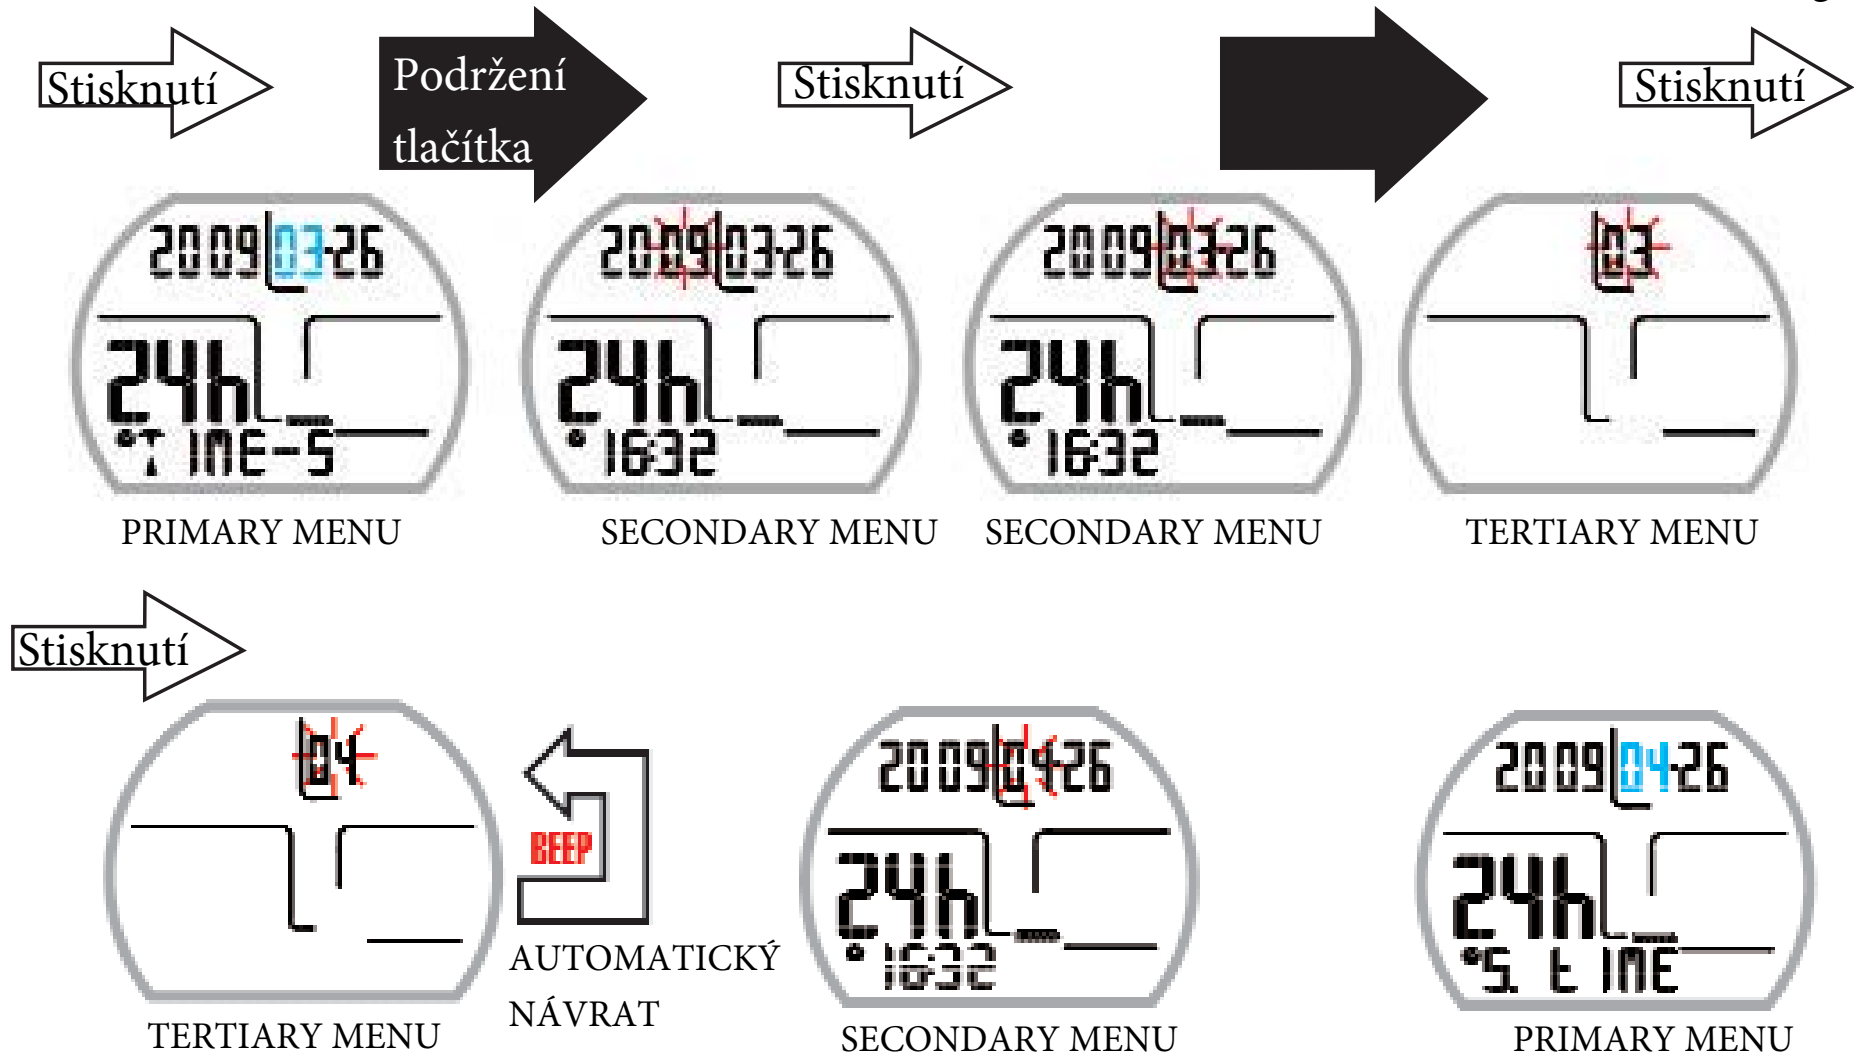 Stisknutí
Podržení
tlačítka
Stisknutí
Stisknutí
2009 03-26
24h
TIME-S
PRIMARY MENU
2009 03-26
24h
16:32
SECONDARY MENU
2009 03-26
24h
16:32
SECONDARY MENU
03
TERTIARY MENU
Stisknutí
04
TERTIARY MENU
BEEP
AUTOMATICKÝ
NÁVRAT
2009 04-26
24h
16:32
SECONDARY MENU
2009 04-26
24h
S. tIME
PRIMARY MENU